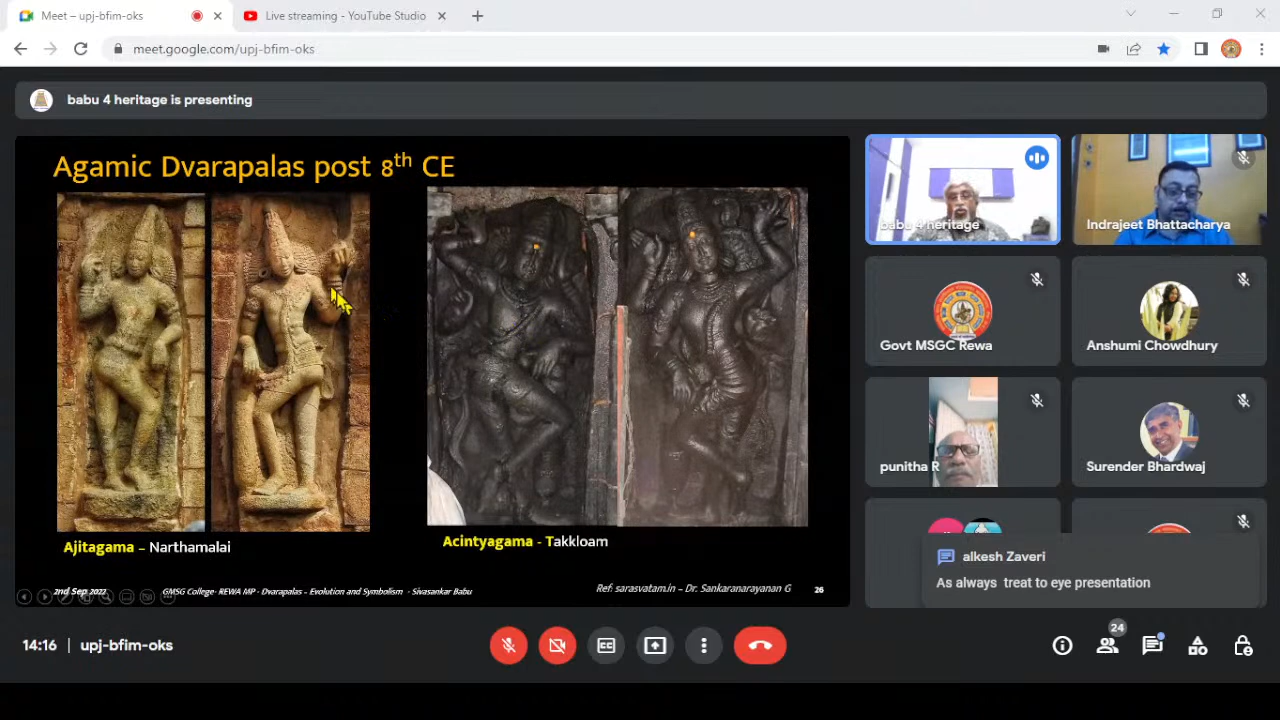 Meet – upj-bfim-oks
Live streaming - YouTube Studio
meet.google.com/upj-bfim-oks
babu 4 heritage is presenting
Agamic Dvarapalas post 8th CE
Ajitagama – Narthamalai
Acintyagama - Takkloam
2nd Sep 2022
GMSG College- REWA MP - Dvarapalas – Evolution and Symbolism - Sivasankar Babu
Ref: sarasvatam.in – Dr. Sankaranarayanan G
26
babu 4 heritage
Indrajeet Bhattacharya
Govt MSGC Rewa
Anshumi Chowdhury
punitha R
Surender Bhardwaj
alkesh Zaveri
As always treat to eye presentation
14:16 | upj-bfim-oks
CC
24